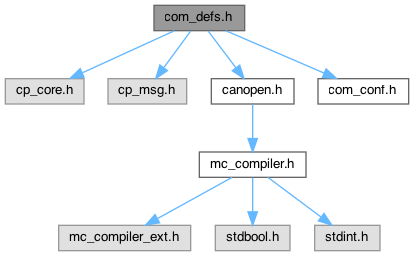 com_defs.h
cp_core.h
cp_msg.h
canopen.h
com_conf.h
mc_compiler.h
mc_compiler_ext.h
stdbool.h
stdint.h